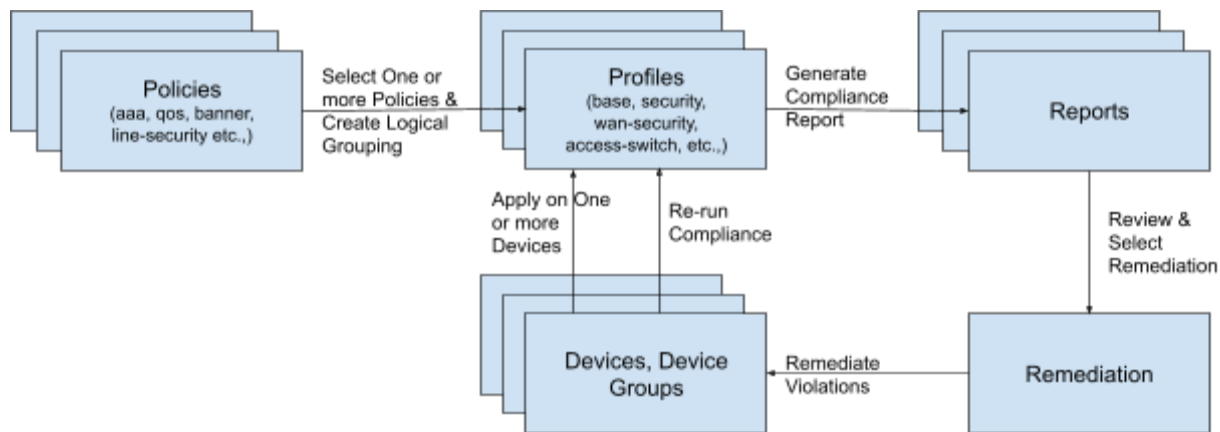 Policies
(aaa, qos, banner,
line-security etc.,)
Select One or
more Policies &
Create Logical
Grouping
Profiles
(base, security,
wan-security,
access-switch, etc.,)
Generate
Compliance
Report
Reports
Apply on One
or more
Devices
Re-run
Compliance
Review &
Select
Remediation
Devices, Device
Groups
Remediate
Violations
Remediation